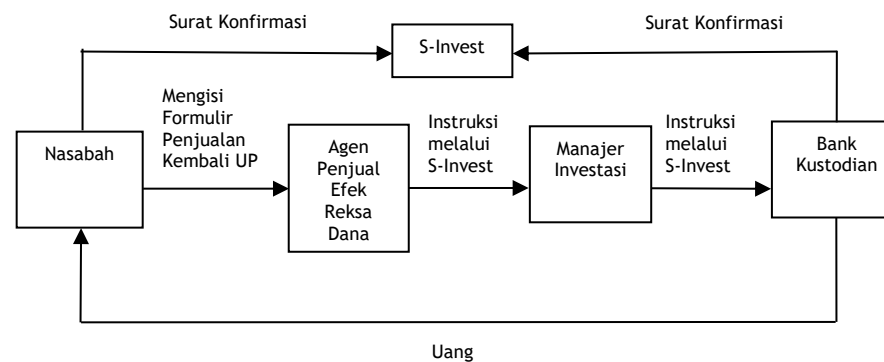 Surat Konfirmasi
Surat Konfirmasi
S-Invest
Mengisi
Formulir
Penjualan
Kembali UP
Nasabah
Agen
Penjual
Efek
Reksa
Dana
Instruksi
melalui
S-Invest
Manajer
Investasi
Instruksi
melalui
S-Invest
Bank
Kustodian
Uang